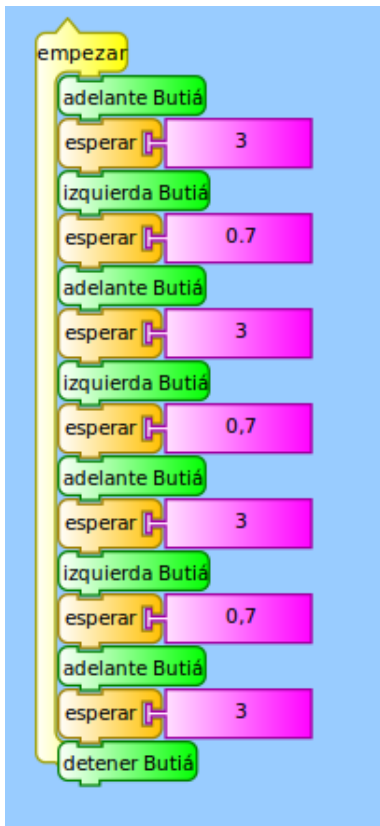 empezar
adelante Butiá
esperar 3
izquierda Butiá
esperar 0.7
adelante Butiá
esperar 3
izquierda Butiá
esperar 0,7
adelante Butiá
esperar 3
izquierda Butiá
esperar 0,7
adelante Butiá
esperar 3
detener Butiá